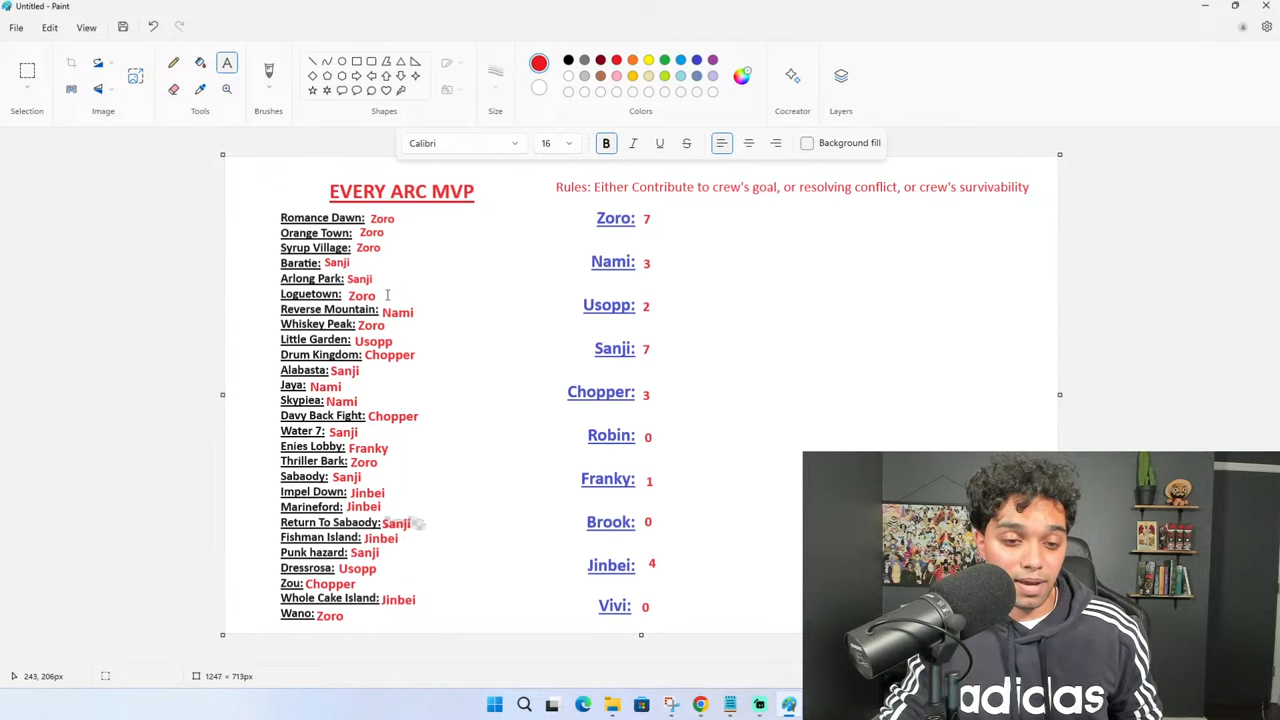 Untitled - Paint
File Edit View
Selection Image Tools Brushes Shapes Size Colors Cocreator Layers
Calibri 16 B I U S Background fill
EVERY ARC MVP
Rules: Either Contribute to crew's goal, or resolving conflict, or crew's survivability
Romance Dawn: Zoro
Orange Town: Zoro
Syrup Village: Zoro
Baratie: Sanji
Arlong Park: Sanji
Loguetown: Zoro
Reverse Mountain: Nami
Whiskey Peak: Zoro
Little Garden: Usopp
Drum Kingdom: Chopper
Alabasta: Sanji
Jaya: Nami
Skypiea: Nami
Davy Back Fight: Chopper
Water 7: Sanji
Enies Lobby: Franky
Thriller Bark: Zoro
Sabaody: Sanji
Impel Down: Jinbei
Marineford: Jinbei
Return To Sabaody: Sanji
Fishman Island: Jinbei
Punk hazard: Sanji
Dressrosa: Usopp
Zou: Chopper
Whole Cake Island: Jinbei
Wano: Zoro
Zoro: 7
Nami: 3
Usopp: 2
Sanji: 7
Chopper: 3
Robin: 0
Franky: 1
Brook: 0
Jinbei: 4
Vivi: 0
243, 206px
1247 × 713px
adidas